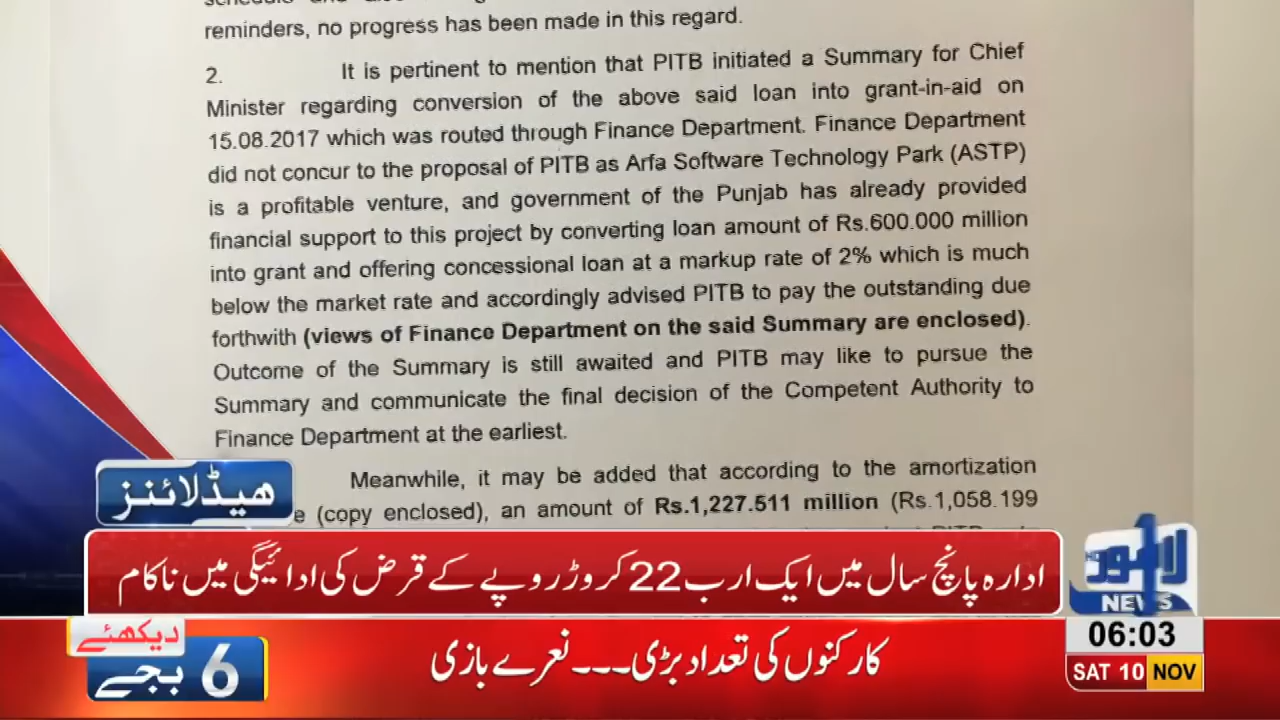 reminders, no progress has been made in this regard.
2. It is pertinent to mention that PITB initiated a Summary for Chief
Minister regarding conversion of the above said loan into grant-in-aid on
15.08.2017 which was routed through Finance Department. Finance Department
did not concur to the proposal of PITB as Arfa Software Technology Park (ASTP)
is a profitable venture, and government of the Punjab has already provided
financial support to this project by converting loan amount of Rs.600.000 million
into grant and offering concessional loan at a markup rate of 2% which is much
below the market rate and accordingly advised PITB to pay the outstanding due
forthwith (views of Finance Department on the said Summary are enclosed).
Outcome of the Summary is still awaited and PITB may like to pursue the
Summary and communicate the final decision of the Competent Authority to
Finance Department at the earliest.
Meanwhile, it may be added that according to the amortization
e (copy enclosed), an amount of Rs.1,227.511 million (Rs.1,058.199
ہیڈلائنز
ادارہ پانچ سال میں ایک ارب 22 کروڑ روپے کے قرض کی ادائیگی میں ناکام
لاہور
NEWS
دیکھئے
6 بجے
کارکنوں کی تعداد بڑی۔۔۔نعرے بازی
06:03
SAT 10 NOV